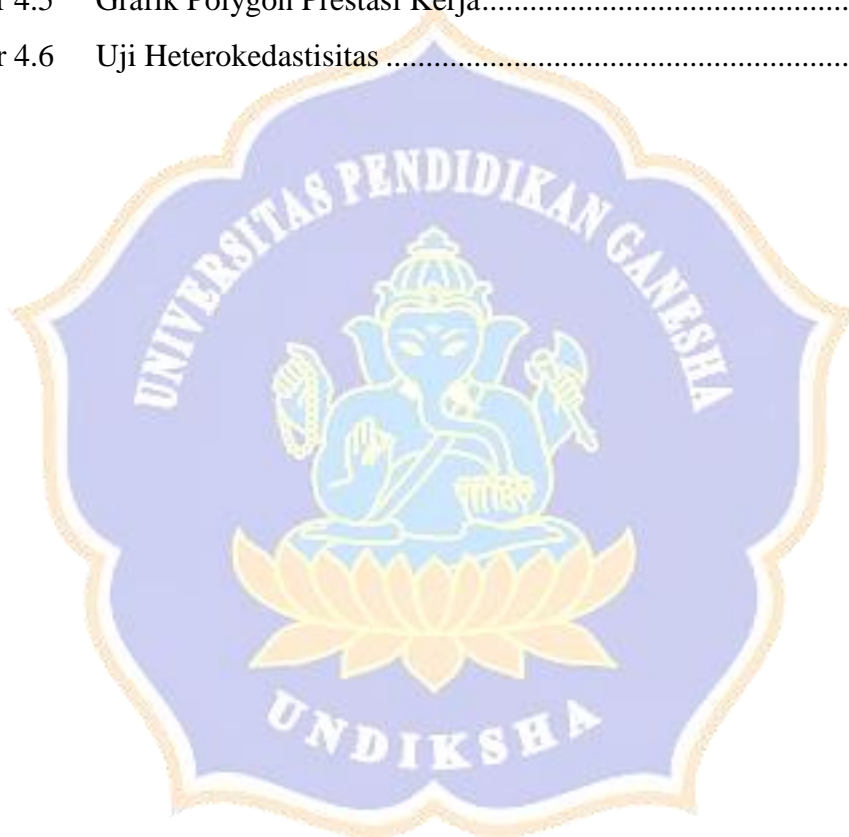 r 4.5 Grafik Polygon Prestasi Kerja..................................................
r 4.6 Uji Heterokedastisitas ..............................................................
UNIVERSITAS PENDIDIKAN GANESHA
UNDIKSHA